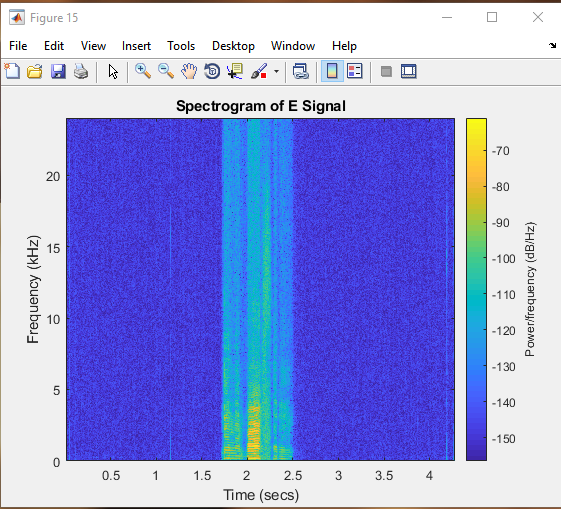 Figure 15
File Edit View Insert Tools Desktop Window Help
Spectrogram of E Signal
Frequency (kHz)
20
15
10
5
0
0.5 1 1.5 2 2.5 3 3.5 4
Time (secs)
-70
-80
-90
-100
-110
-120
-130
-140
-150
Power/frequency (dB/Hz)